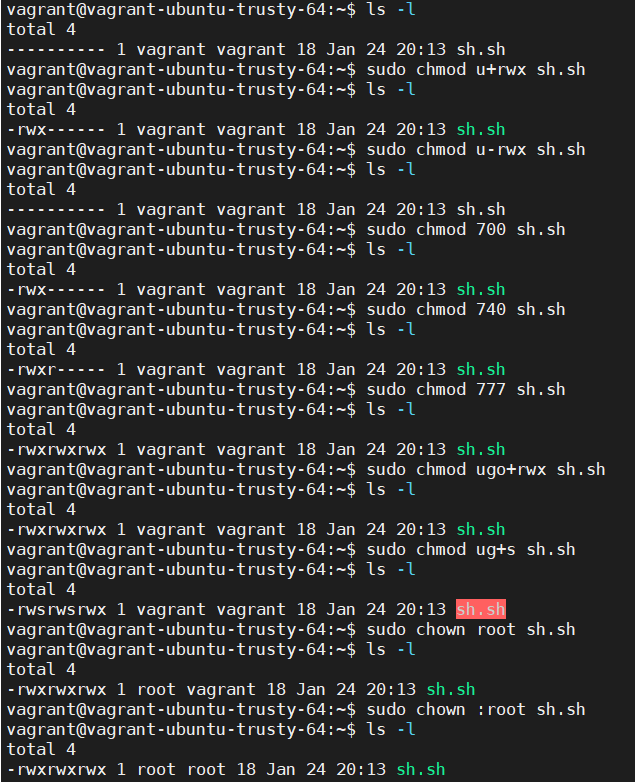 vagrant@vagrant-ubuntu-trusty-64:~$ ls -l
total 4
---------- 1 vagrant vagrant 18 Jan 24 20:13 sh.sh
vagrant@vagrant-ubuntu-trusty-64:~$ sudo chmod u+rwx sh.sh
vagrant@vagrant-ubuntu-trusty-64:~$ ls -l
total 4
-rwx------ 1 vagrant vagrant 18 Jan 24 20:13 sh.sh
vagrant@vagrant-ubuntu-trusty-64:~$ sudo chmod u-rwx sh.sh
vagrant@vagrant-ubuntu-trusty-64:~$ ls -l
total 4
---------- 1 vagrant vagrant 18 Jan 24 20:13 sh.sh
vagrant@vagrant-ubuntu-trusty-64:~$ sudo chmod 700 sh.sh
vagrant@vagrant-ubuntu-trusty-64:~$ ls -l
total 4
-rwx------ 1 vagrant vagrant 18 Jan 24 20:13 sh.sh
vagrant@vagrant-ubuntu-trusty-64:~$ sudo chmod 740 sh.sh
vagrant@vagrant-ubuntu-trusty-64:~$ ls -l
total 4
-rwxr----- 1 vagrant vagrant 18 Jan 24 20:13 sh.sh
vagrant@vagrant-ubuntu-trusty-64:~$ sudo chmod 777 sh.sh
vagrant@vagrant-ubuntu-trusty-64:~$ ls -l
total 4
-rwxrwxrwx 1 vagrant vagrant 18 Jan 24 20:13 sh.sh
vagrant@vagrant-ubuntu-trusty-64:~$ sudo chmod ugo+rwx sh.sh
vagrant@vagrant-ubuntu-trusty-64:~$ ls -l
total 4
-rwxrwxrwx 1 vagrant vagrant 18 Jan 24 20:13 sh.sh
vagrant@vagrant-ubuntu-trusty-64:~$ sudo chmod ug+s sh.sh
vagrant@vagrant-ubuntu-trusty-64:~$ ls -l
total 4
-rwsrwsrwx 1 vagrant vagrant 18 Jan 24 20:13 sh.sh
vagrant@vagrant-ubuntu-trusty-64:~$ sudo chown root sh.sh
vagrant@vagrant-ubuntu-trusty-64:~$ ls -l
total 4
-rwxrwxrwx 1 root vagrant 18 Jan 24 20:13 sh.sh
vagrant@vagrant-ubuntu-trusty-64:~$ sudo chown :root sh.sh
vagrant@vagrant-ubuntu-trusty-64:~$ ls -l
total 4
-rwxrwxrwx 1 root root 18 Jan 24 20:13 sh.sh